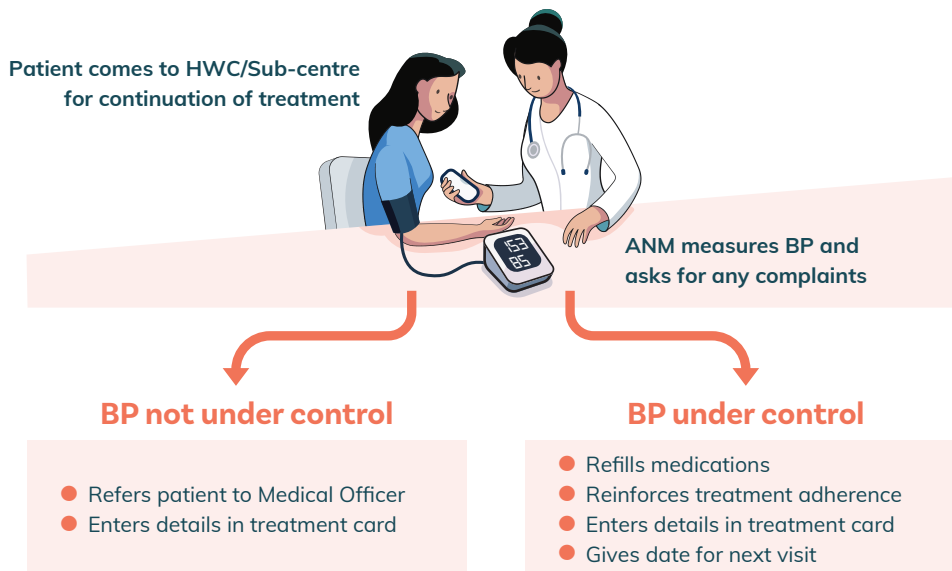 Patient comes to HWC/Sub-centre
for continuation of treatment
153
85
ANM measures BP and
asks for any complaints
BP not under control
Refers patient to Medical Officer
Enters details in treatment card
BP under control
Refills medications
Reinforces treatment adherence
Enters details in treatment card
Gives date for next visit